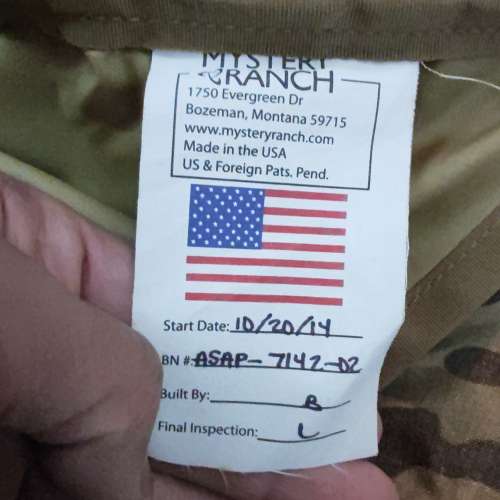 MYSTERY
RANCH
1750 Evergreen Dr
Bozeman, Montana 59715
www.mysteryranch.com
Made in the USA
US & Foreign Pats. Pend.
Start Date: 10/20/14
BN #: ASAP-7142-02
Built By: B
Final Inspection: L